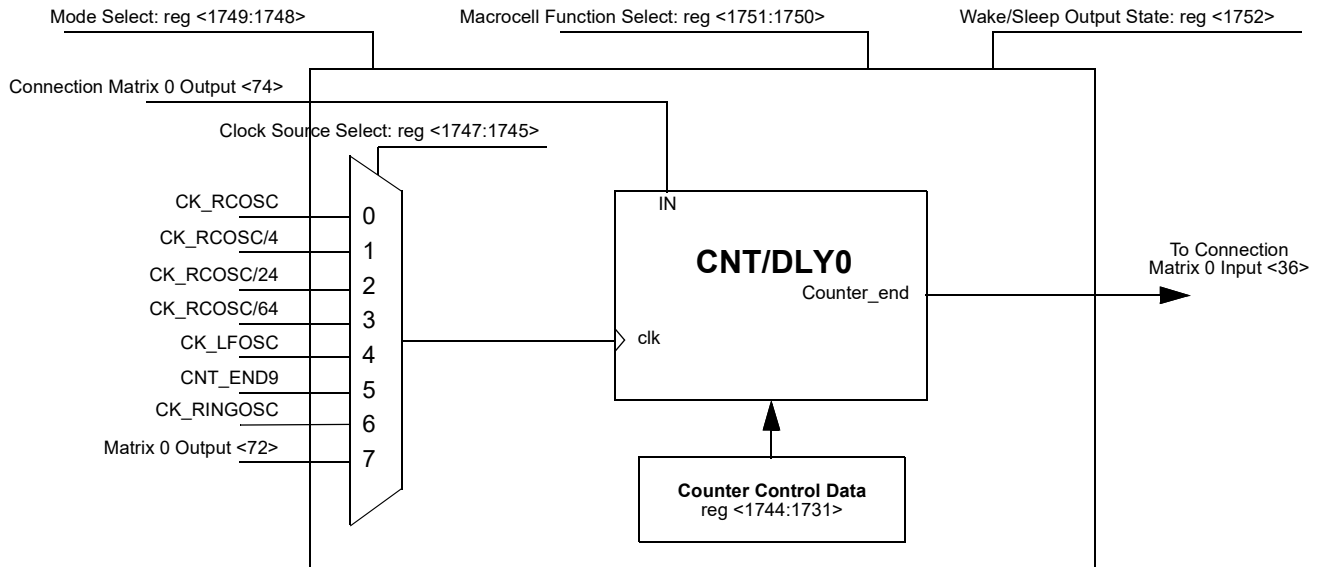 Mode Select: reg <1749:1748>
Macrocell Function Select: reg <1751:1750>
Wake/Sleep Output State: reg <1752>
Connection Matrix 0 Output <74>
Clock Source Select: reg <1747:1745>
CK_RCOSC
0
CK_RCOSC/4
1
CK_RCOSC/24
2
CK_RCOSC/64
3
CK_LFOSC
4
CNT_END9
5
CK_RINGOSC
6
Matrix 0 Output <72>
7
IN
CNT/DLY0
Counter_end
clk
To Connection
Matrix 0 Input <36>
Counter Control Data
reg <1744:1731>